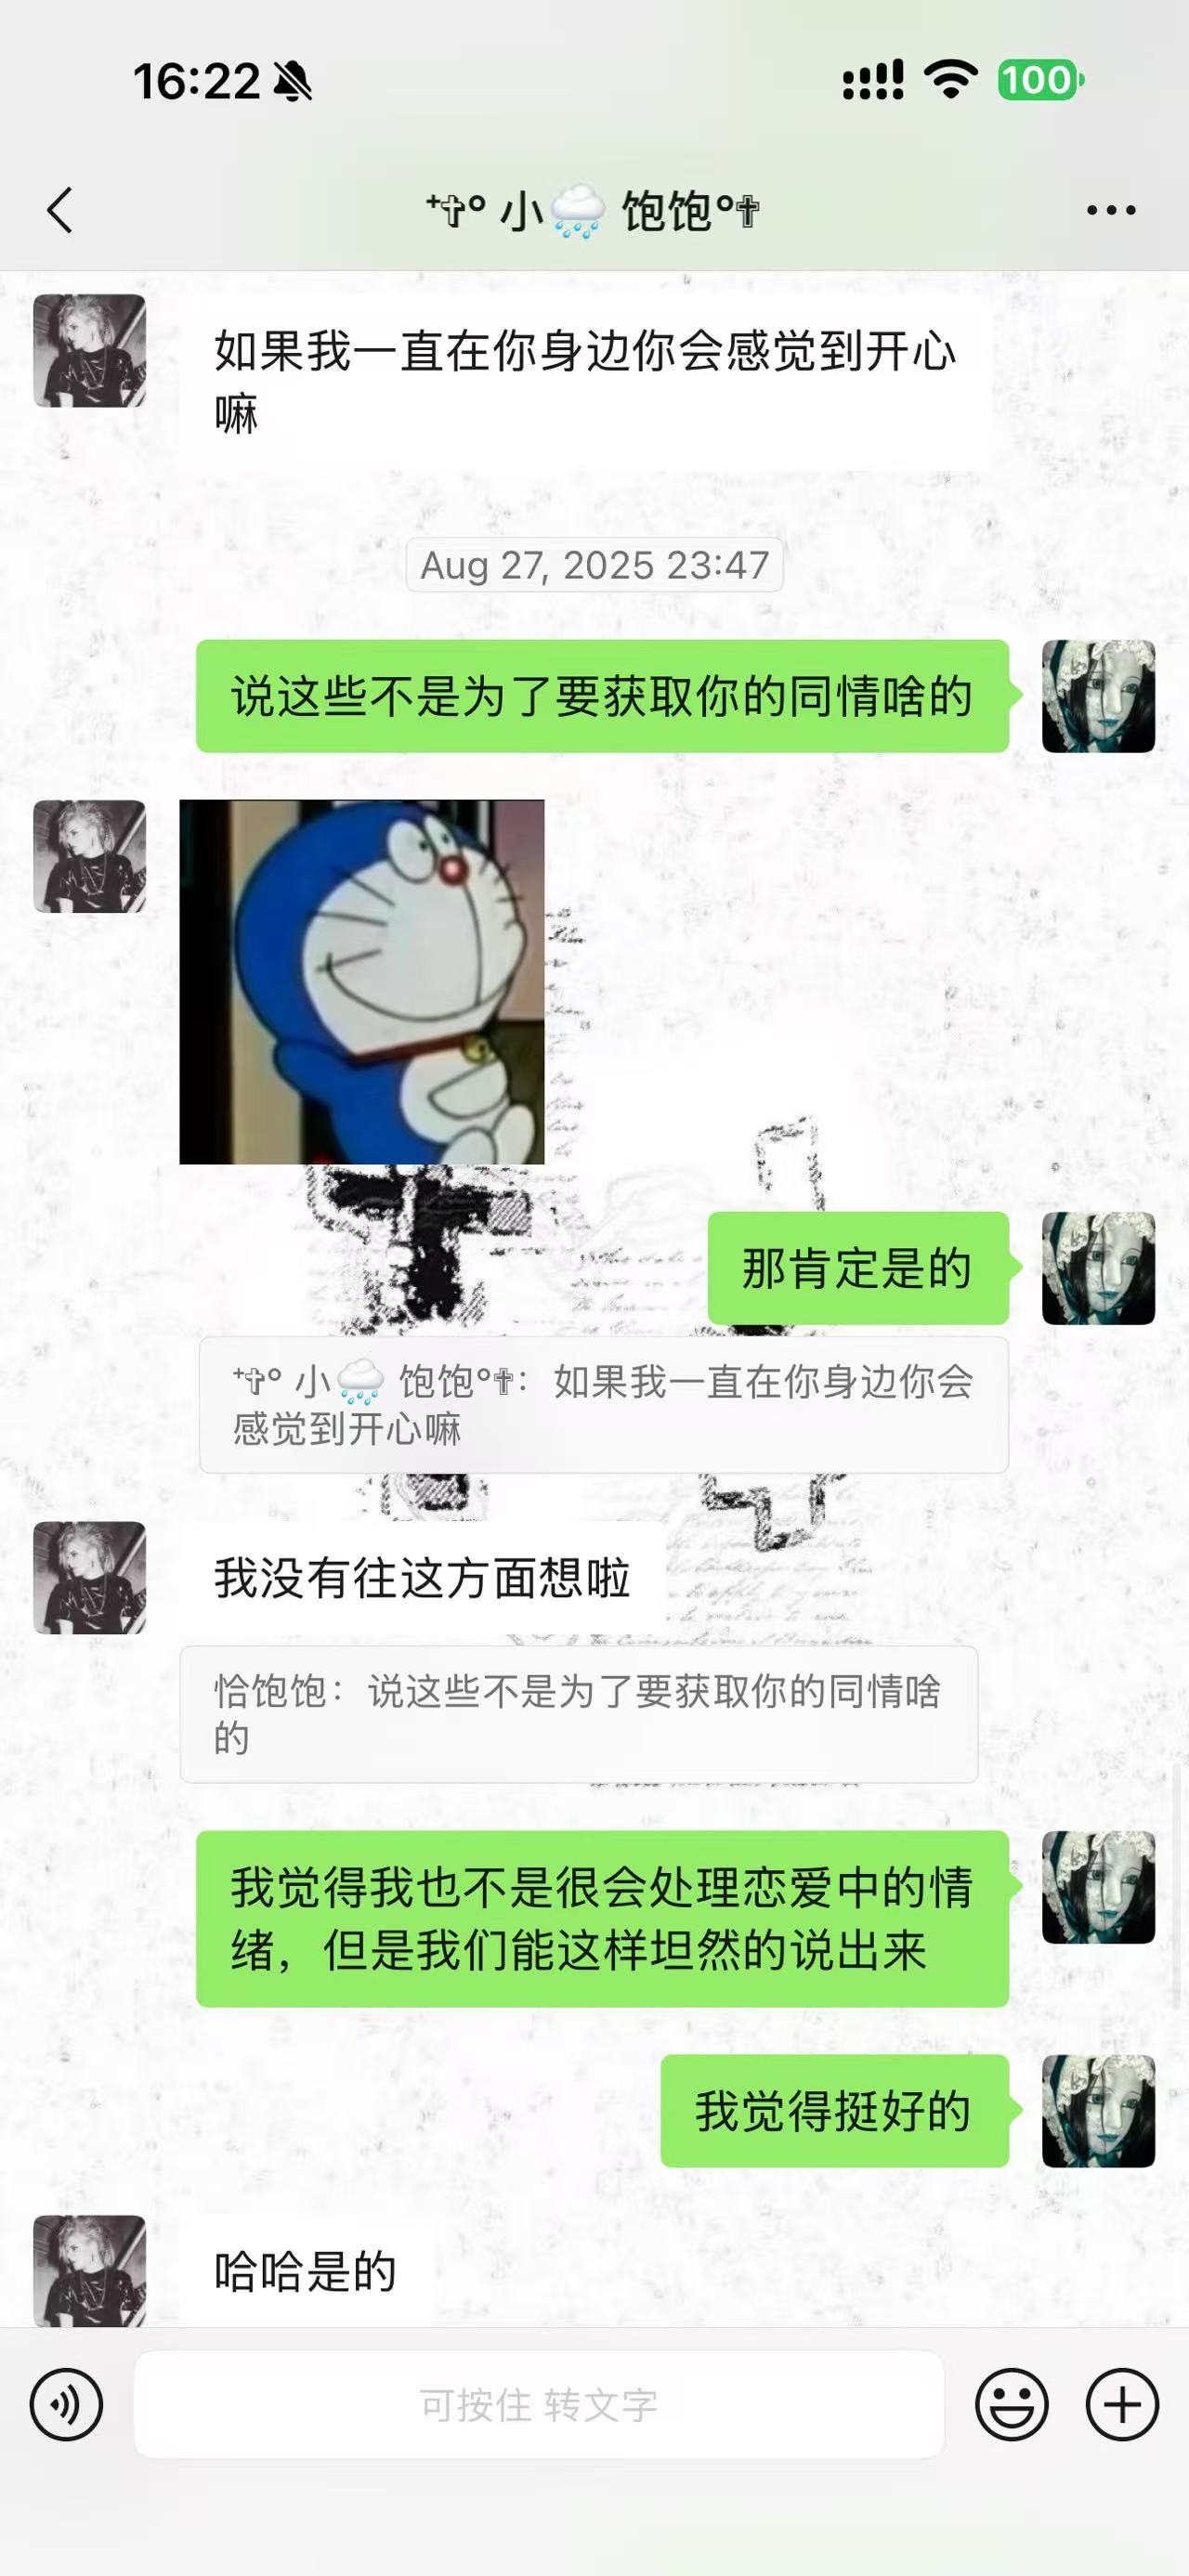 16:22
100
⁺✞° 小🌧️ 饱饱°✟
如果我一直在你身边你会感觉到开心
嘛
Aug 27, 2025 23:47
说这些不是为了要获取你的同情啥的
那肯定是的
⁺✞° 小🌧️ 饱饱°✟：如果我一直在你身边你会
感觉到开心嘛
我没有往这方面想啦
恰饱饱：说这些不是为了要获取你的同情啥
的
我觉得我也不是很会处理恋爱中的情
绪，但是我们能这样坦然的说出来
我觉得挺好的
哈哈是的
可按住 转文字